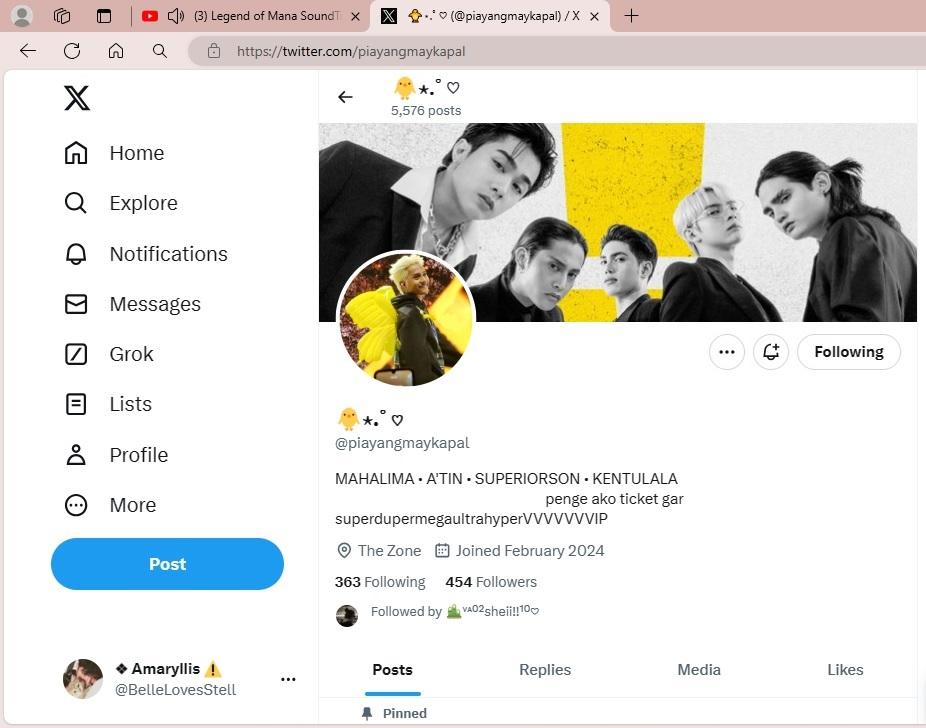 (3) Legend of Mana SoundT
🐥⋆.˚ ♡ (@piayangmaykapal) / X
https://twitter.com/piayangmaykapal
🐥⋆.˚ ♡
5,576 posts
Home
Explore
Notifications
Messages
Grok
Lists
Profile
More
Post
❖ Amaryllis ⚠️
@BelleLovesStell
Following
🐥⋆.˚ ♡
@piayangmaykapal
MAHALIMA • A'TIN • SUPERIORSON • KENTULALA
penge ako ticket gar
superdupermegaultrahyperVVVVVVVIP
The Zone Joined February 2024
363 Following 454 Followers
Followed by ᵛᴬ⁰²sheii!!¹⁰♡
Posts Replies Media Likes
Pinned